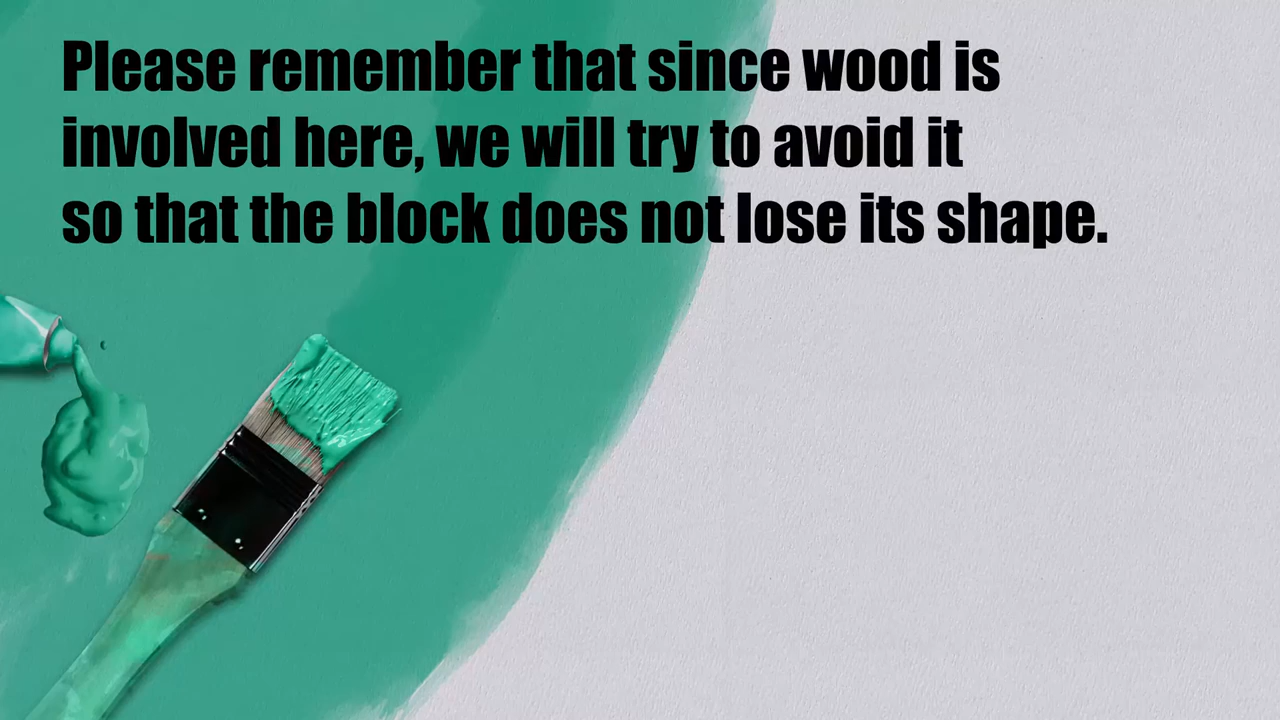 Please remember that since wood is
involved here, we will try to avoid it
so that the block does not lose its shape.